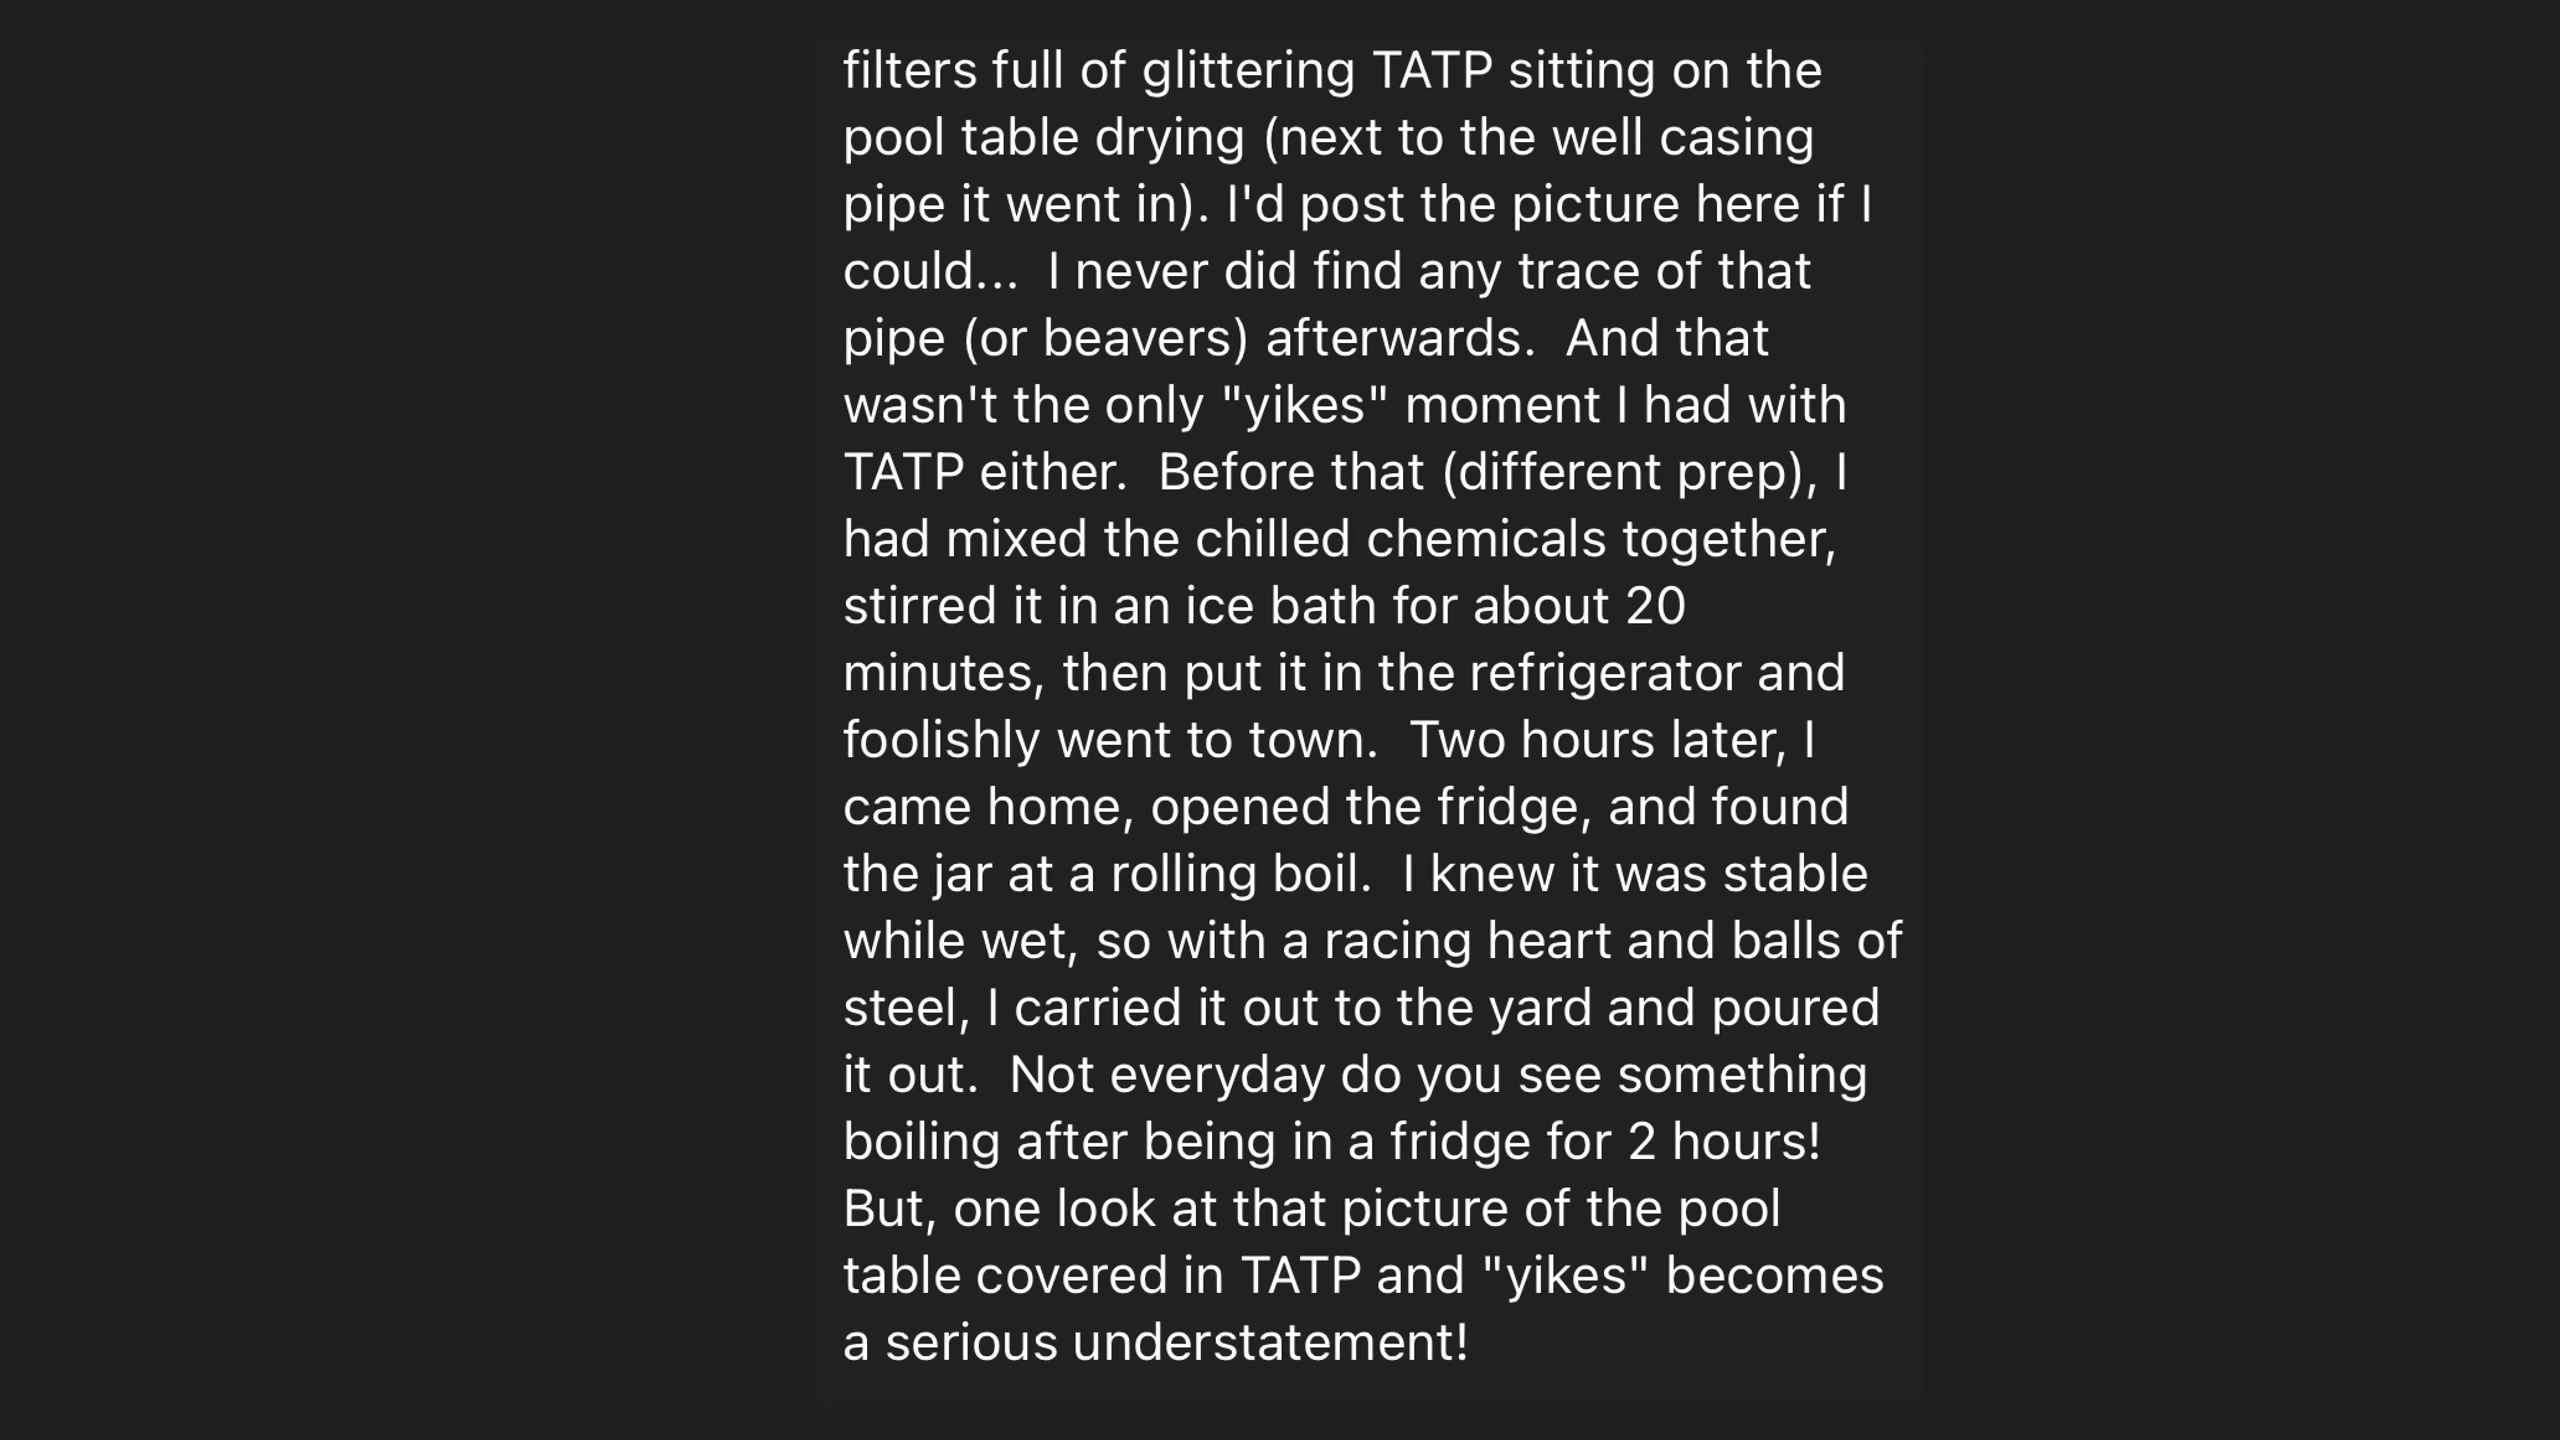 filters full of glittering TATP sitting on the
pool table drying (next to the well casing
pipe it went in). I'd post the picture here if I
could...  I never did find any trace of that
pipe (or beavers) afterwards.  And that
wasn't the only "yikes" moment I had with
TATP either.  Before that (different prep), I
had mixed the chilled chemicals together,
stirred it in an ice bath for about 20
minutes, then put it in the refrigerator and
foolishly went to town.  Two hours later, I
came home, opened the fridge, and found
the jar at a rolling boil.  I knew it was stable
while wet, so with a racing heart and balls of
steel, I carried it out to the yard and poured
it out.  Not everyday do you see something
boiling after being in a fridge for 2 hours!
But, one look at that picture of the pool
table covered in TATP and "yikes" becomes
a serious understatement!